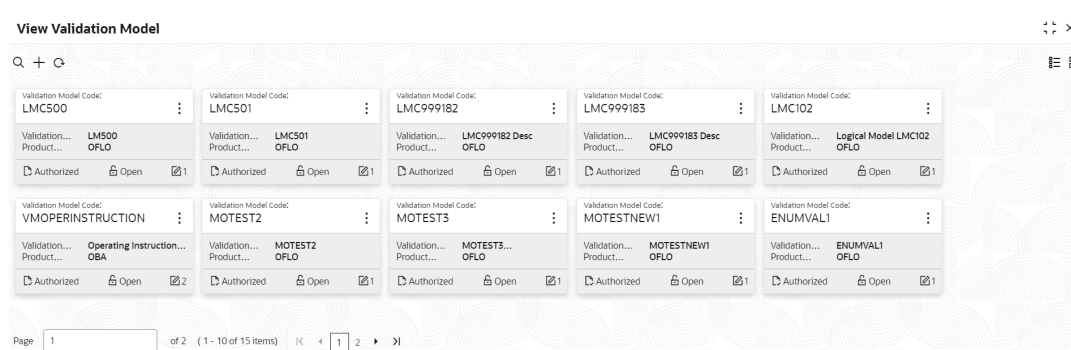 View Validation Model
Validation Model Code:
LMC500
Validation... LM500
Product... OFLO
Authorized Open 1
Validation Model Code:
LMC501
Validation... LMC501
Product... OFLO
Authorized Open 1
Validation Model Code:
LMC999182
Validation... LMC999182 Desc
Product... OFLO
Authorized Open 1
Validation Model Code:
LMC999183
Validation... LMC999183 Desc
Product... OFLO
Authorized Open 1
Validation Model Code:
LMC102
Validation... Logical Model LMC102
Product... OFLO
Authorized Open 1
Validation Model Code:
VMOPERINSTRUCTION
Validation... Operating Instruction...
Product... OBA
Authorized Open 2
Validation Model Code:
MOTEST2
Validation... MOTEST2
Product... OFLO
Authorized Open 1
Validation Model Code:
MOTEST3
Validation... MOTEST3...
Product... OFLO
Authorized Open 1
Validation Model Code:
MOTESTNEW1
Validation... MOTESTNEW1
Product... OFLO
Authorized Open 1
Validation Model Code:
ENUMVAL1
Validation... ENUMVAL1
Product... OFLO
Authorized Open 1
Page 1 of 2 (1 - 10 of 15 items) 1 2